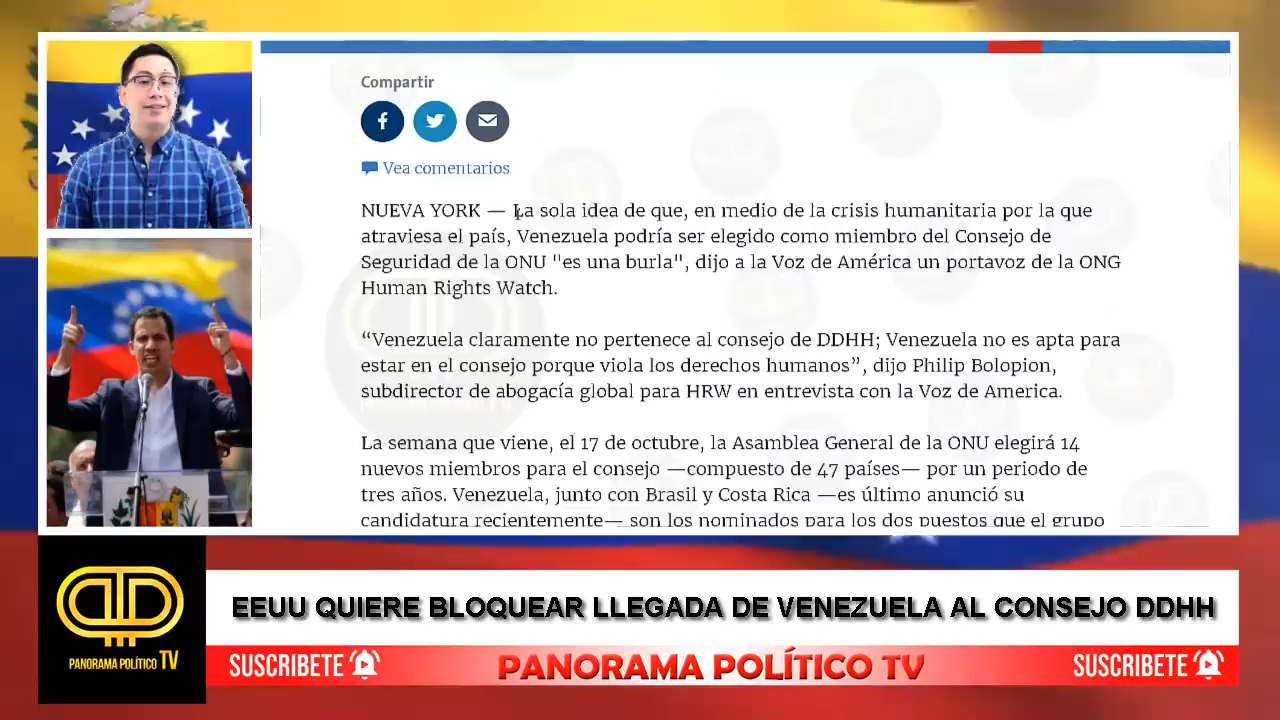 Compartir
Vea comentarios
NUEVA YORK — La sola idea de que, en medio de la crisis humanitaria por la que
atraviesa el país, Venezuela podría ser elegido como miembro del Consejo de
Seguridad de la ONU "es una burla", dijo a la Voz de América un portavoz de la ONG
Human Rights Watch.
“Venezuela claramente no pertenece al consejo de DDHH; Venezuela no es apta para
estar en el consejo porque viola los derechos humanos”, dijo Philip Bolopion,
subdirector de abogacía global para HRW en entrevista con la Voz de America.
La semana que viene, el 17 de octubre, la Asamblea General de la ONU elegirá 14
nuevos miembros para el consejo —compuesto de 47 países— por un periodo de
tres años. Venezuela, junto con Brasil y Costa Rica —es último anunció su
candidatura recientemente— son los nominados para los dos puestos que el grupo
EEUU QUIERE BLOQUEAR LLEGADA DE VENEZUELA AL CONSEJO DDHH
PANORAMA POLÍTICO TV
SUSCRIBETE
PANORAMA POLÍTICO TV
SUSCRIBETE